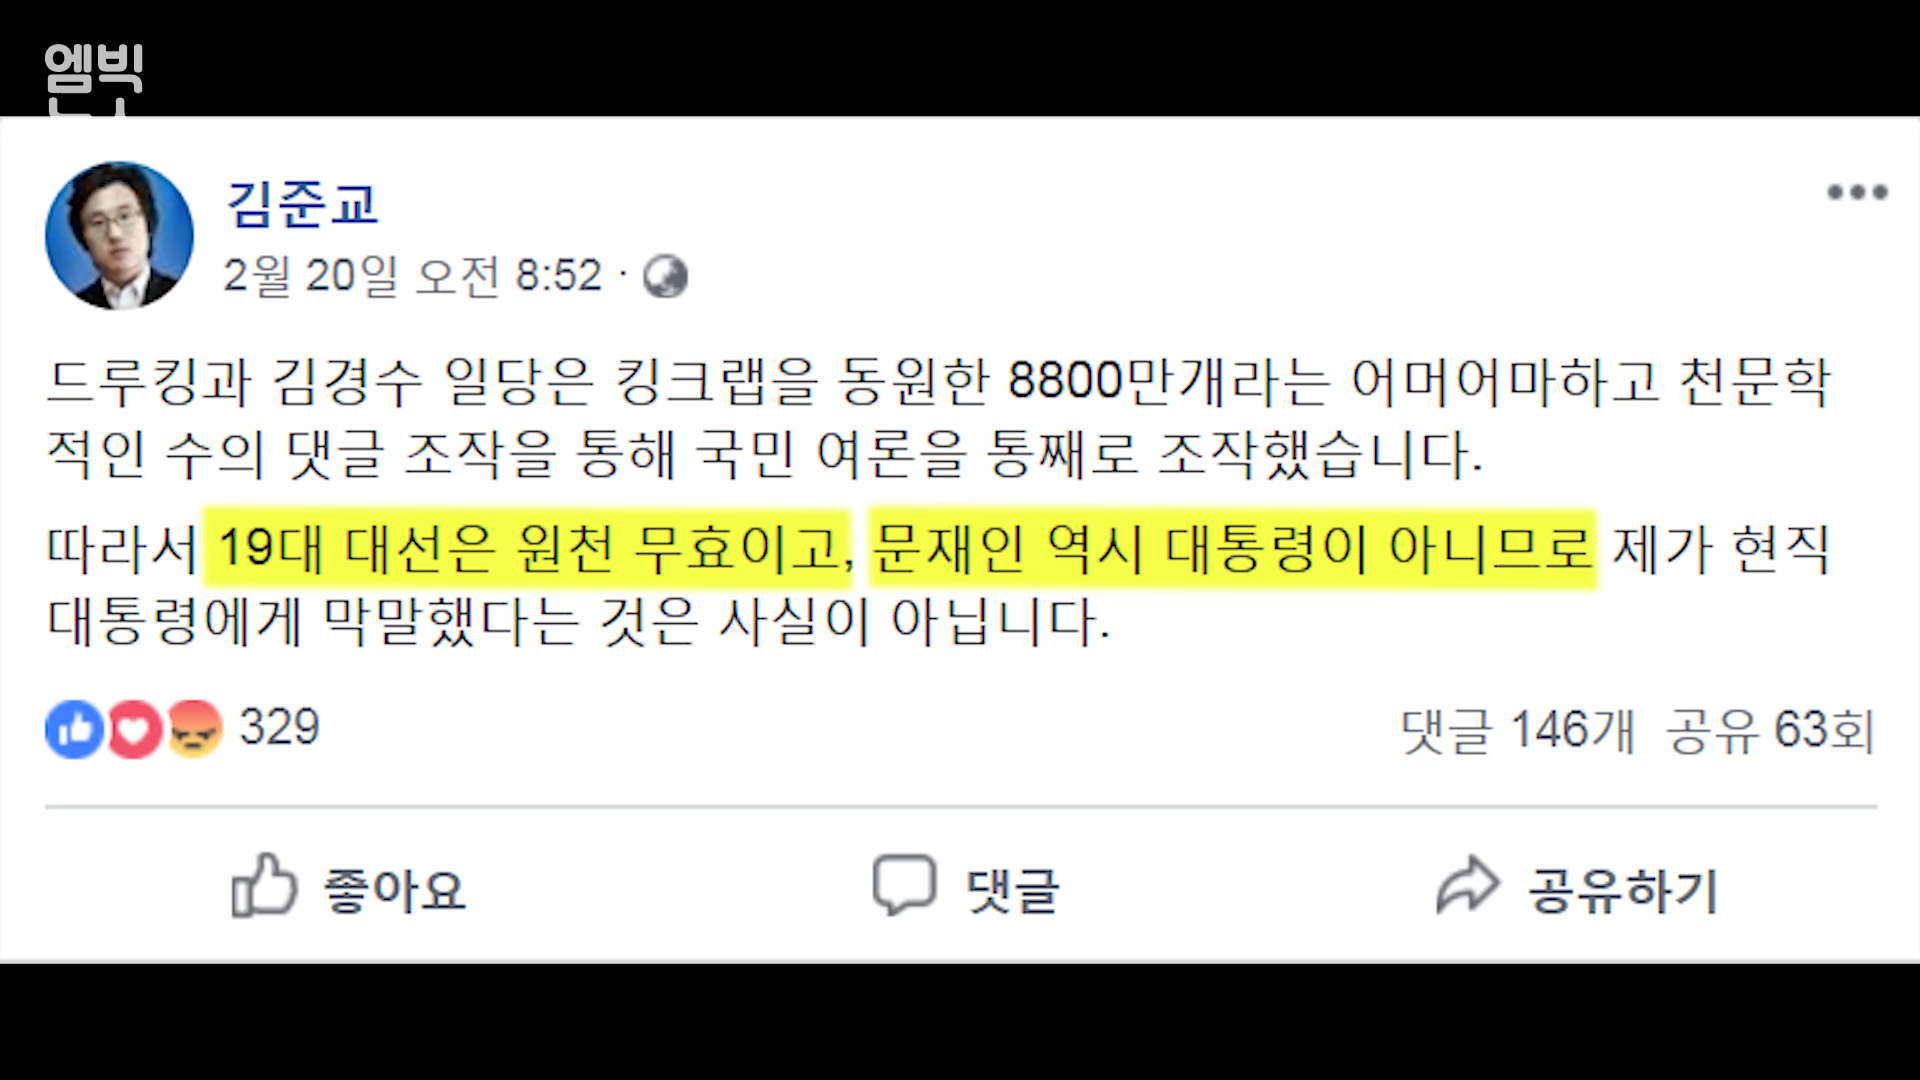 엠빅
김준교
2월 20일 오전 8:52 ·
드루킹과 김경수 일당은 킹크랩을 동원한 8800만개라는 어머어마하고 천문학
적인 수의 댓글 조작을 통해 국민 여론을 통째로 조작했습니다.
따라서 19대 대선은 원천 무효이고, 문재인 역시 대통령이 아니므로 제가 현직
대통령에게 막말했다는 것은 사실이 아닙니다.
329
댓글 146개 공유 63회
좋아요 댓글 공유하기